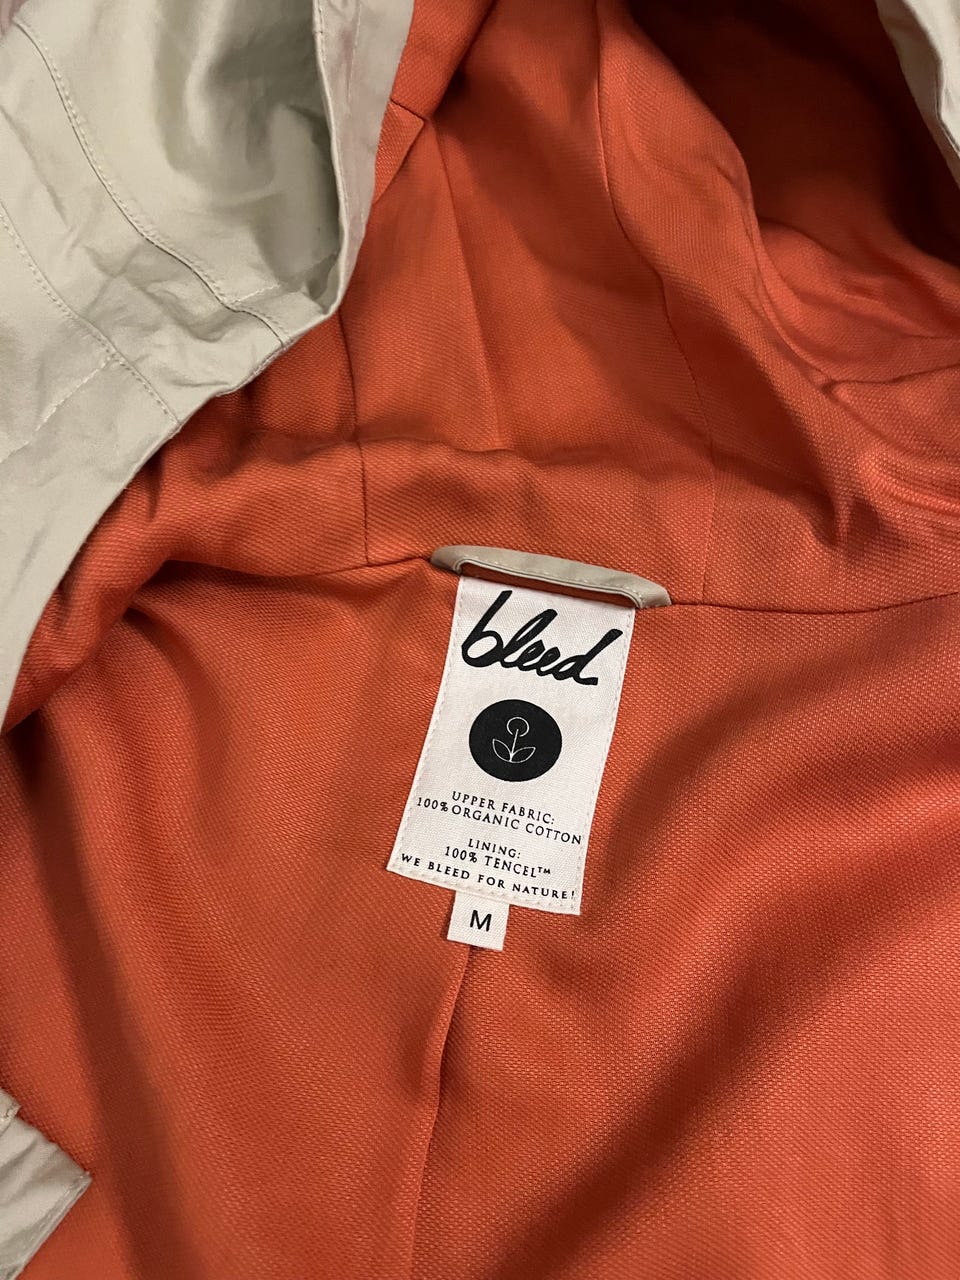 bleed
UPPER FABRIC:
100% ORGANIC COTTON
LINING:
100% TENCEL™
WE BLEED FOR NATURE!
M